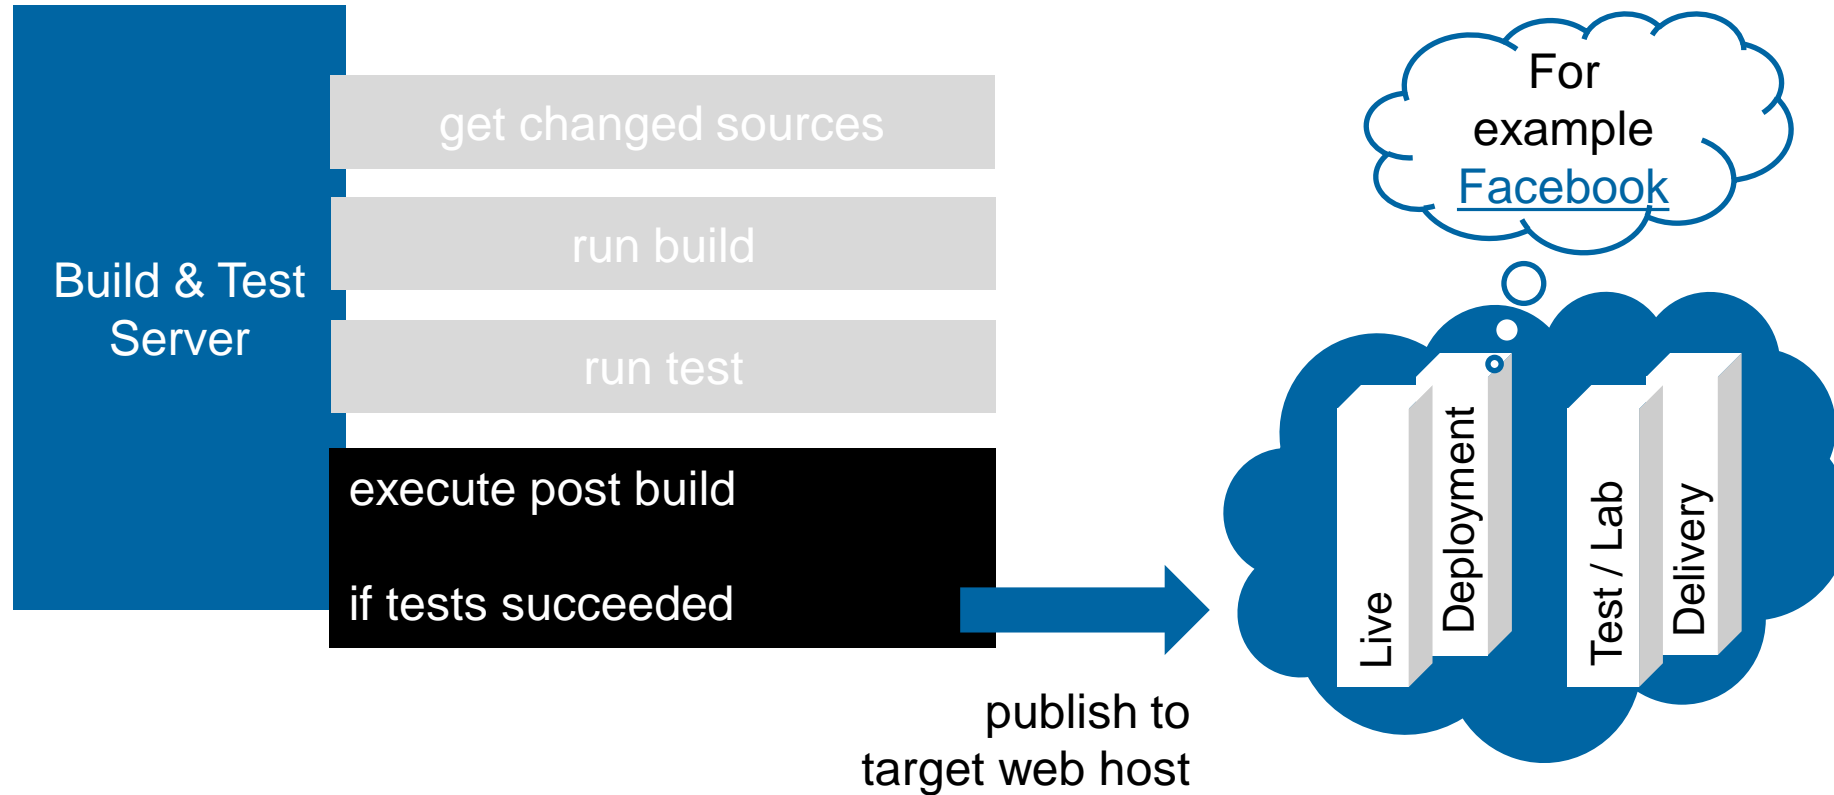 Build & Test
Server
get changed sources
run build
run test
execute post build
if tests succeeded
publish to
target web host
For
example
Facebook
Live
Deployment
Test / Lab
Delivery